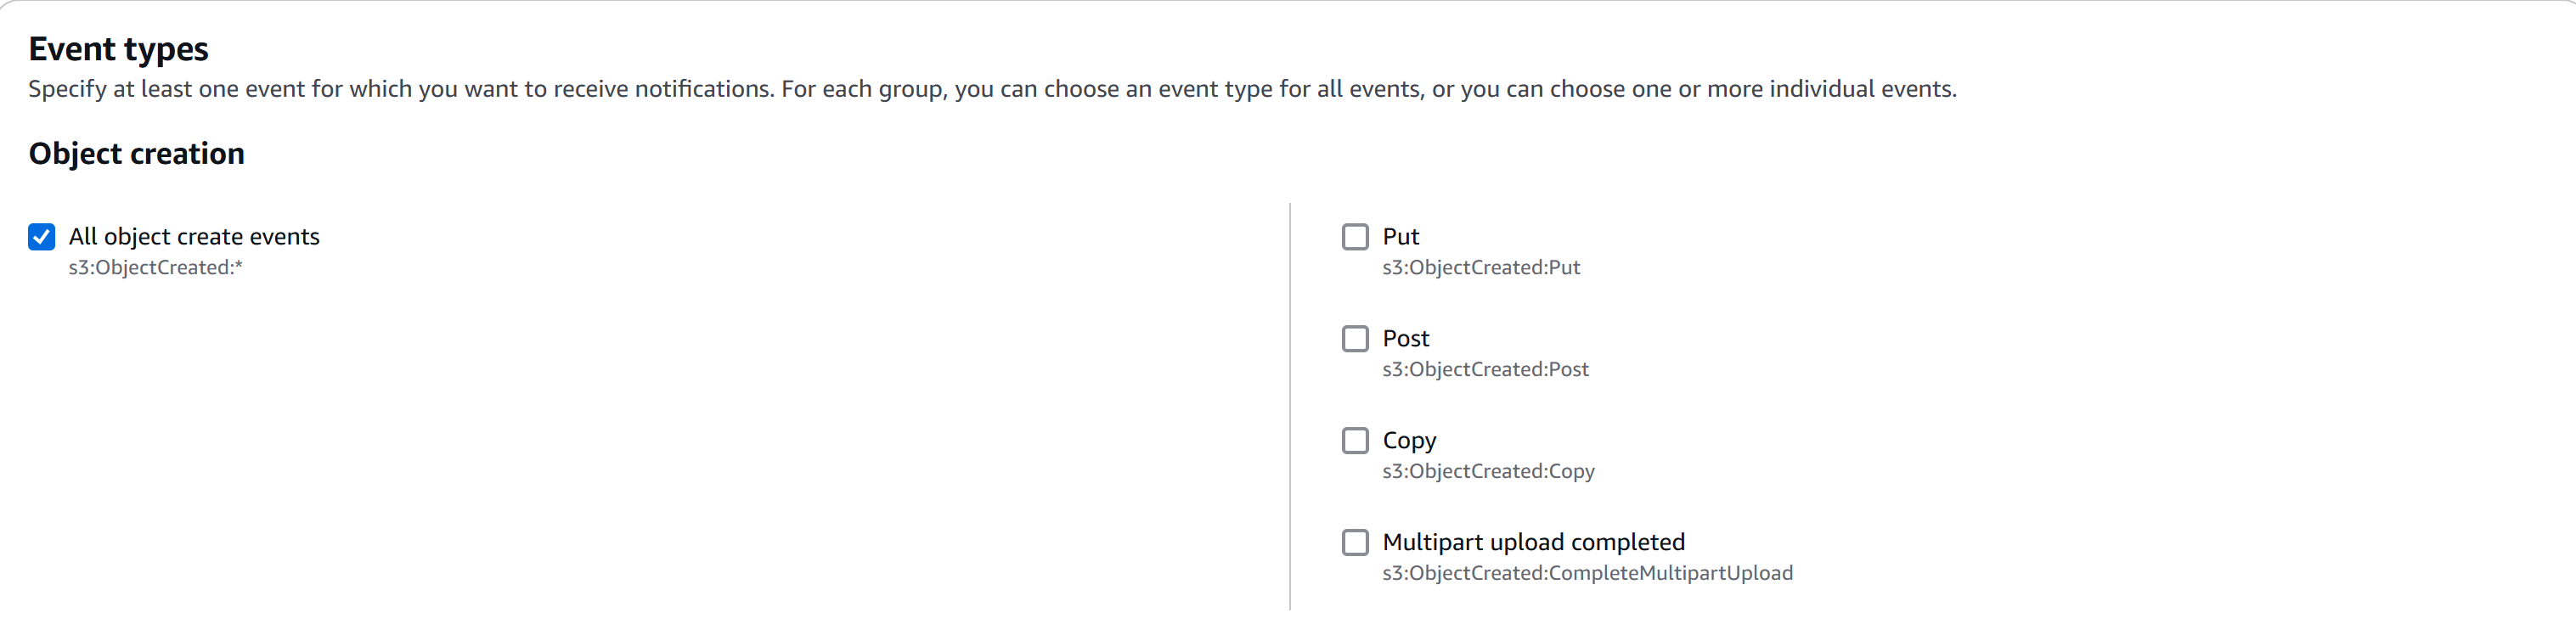 Event types
Specify at least one event for which you want to receive notifications. For each group, you can choose an event type for all events, or you can choose one or more individual events.
Object creation
All object create events
s3:ObjectCreated:*
Put
s3:ObjectCreated:Put
Post
s3:ObjectCreated:Post
Copy
s3:ObjectCreated:Copy
Multipart upload completed
s3:ObjectCreated:CompleteMultipartUpload